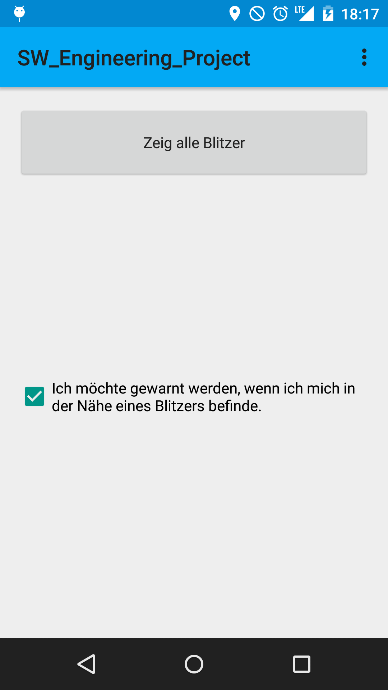 LTE 18:17
SW_Engineering_Project
Zeig alle Blitzer
Ich möchte gewarnt werden, wenn ich mich in
der Nähe eines Blitzers befinde.